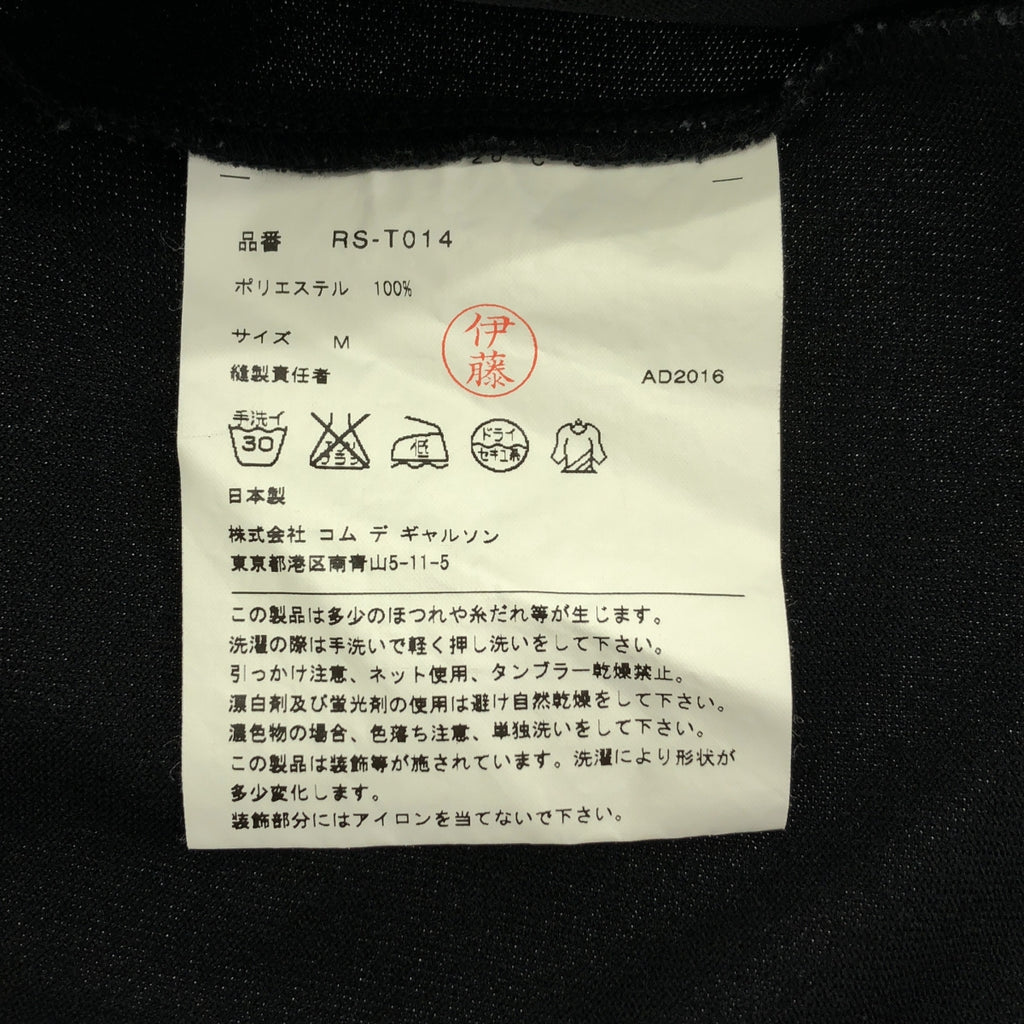 品番 RS-T014
ポリエステル 100%
サイズ M
伊藤
縫製責任者 AD2016
手洗イ
30
低
ドライ
セキユ系
日本製
株式会社 コム デ ギャルソン
東京都港区南青山5-11-5
この製品は多少のほつれや糸だれ等が生じます。
洗濯の際は手洗いで軽く押し洗いをして下さい。
引っかけ注意、ネット使用、タンブラー乾燥禁止。
漂白剤及び蛍光剤の使用は避け自然乾燥をして下さい。
濃色物の場合、色落ち注意、単独洗いをして下さい。
この製品は装飾等が施されています。洗濯により形状が
多少変化します。
装飾部分にはアイロンを当てないで下さい。